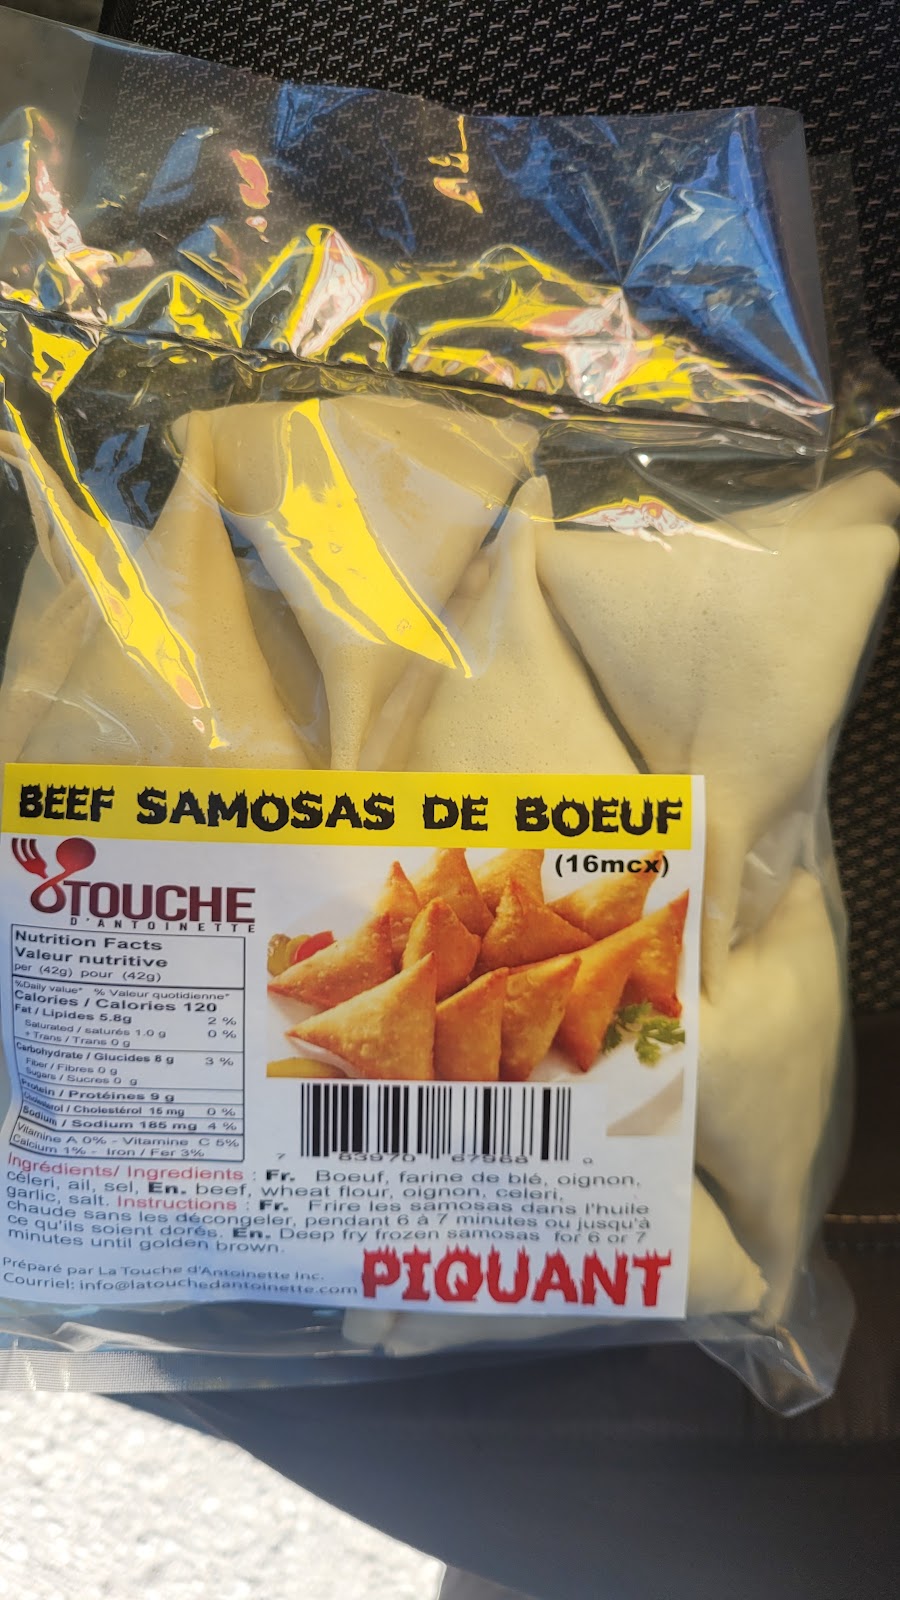 BEEF SAMOSAS DE BOEUF
(16mcx)
TOUCHE
D'ANTOINETTE
Nutrition Facts
Valeur nutritive
per (42g) pour (42g)
%Daily value* % Valeur quotidienne*
Calories / Calories 120
Fat / Lipides 5.8g 2 %
Saturated / saturés 1.0 g 0 %
+ Trans / Trans 0 g
Carbohydrate / Glucides 8 g 3 %
Fiber / Fibres 0 g
Sugars / Sucres 0 g
Protein / Protéines 9 g
Cholesterol / Cholestérol 15 mg 0 %
Sodium / Sodium 185 mg 4 %
Vitamine A 0% - Vitamine C 5%
Calcium 1% - Iron / Fer 3%
7 83970 67988
Ingrédients/ Ingredients : Fr. Boeuf, farine de blé, oignon,
céleri, ail, sel, En. beef, wheat flour, oignon, celeri,
garlic, salt. Instructions : Fr. Frire les samosas dans l'huile
chaude sans les décongeler, pendant 6 à 7 minutes ou jusqu'à
ce qu'ils soient dorés. En. Deep fry frozen samosas for 6 or 7
minutes until golden brown.
Préparé par La Touche d'Antoinette Inc.
Courriel: info@latouchedantoinette.com
PIQUANT